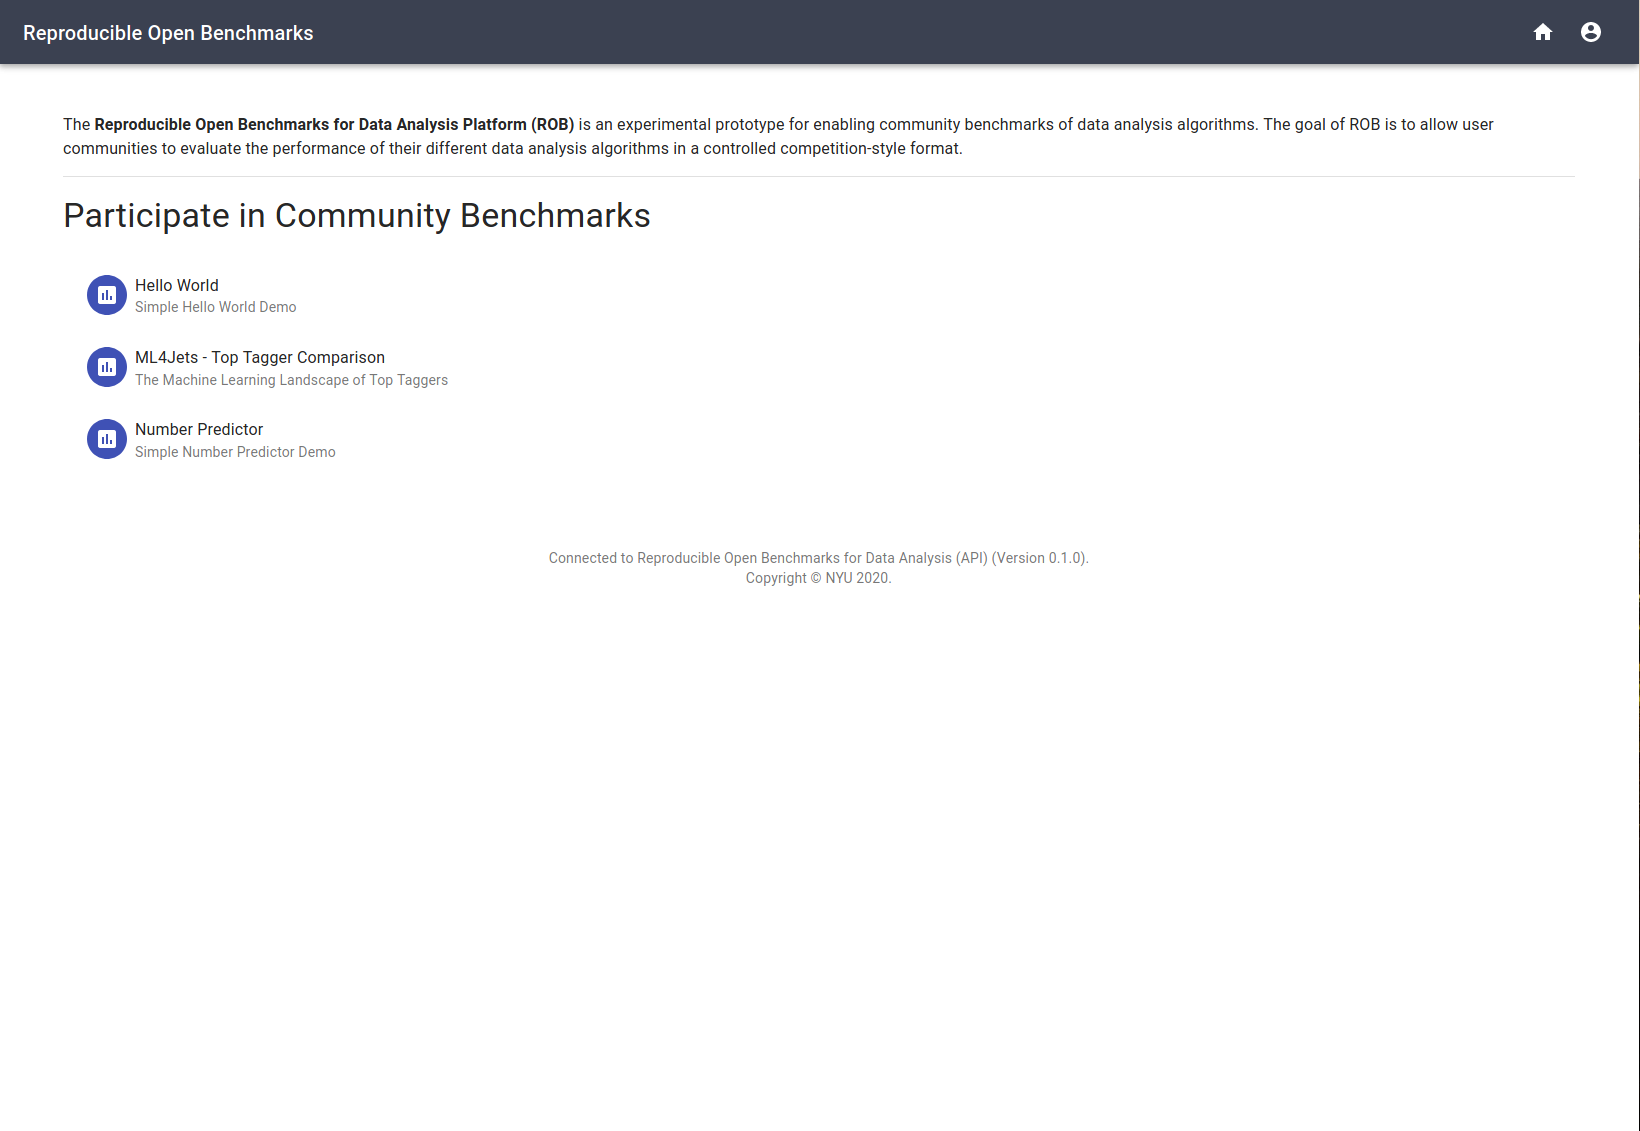 Reproducible Open Benchmarks
The Reproducible Open Benchmarks for Data Analysis Platform (ROB) is an experimental prototype for enabling community benchmarks of data analysis algorithms. The goal of ROB is to allow user
communities to evaluate the performance of their different data analysis algorithms in a controlled competition-style format.
Participate in Community Benchmarks
Hello World
Simple Hello World Demo
ML4Jets - Top Tagger Comparison
The Machine Learning Landscape of Top Taggers
Number Predictor
Simple Number Predictor Demo
Connected to Reproducible Open Benchmarks for Data Analysis (API) (Version 0.1.0).
Copyright © NYU 2020.